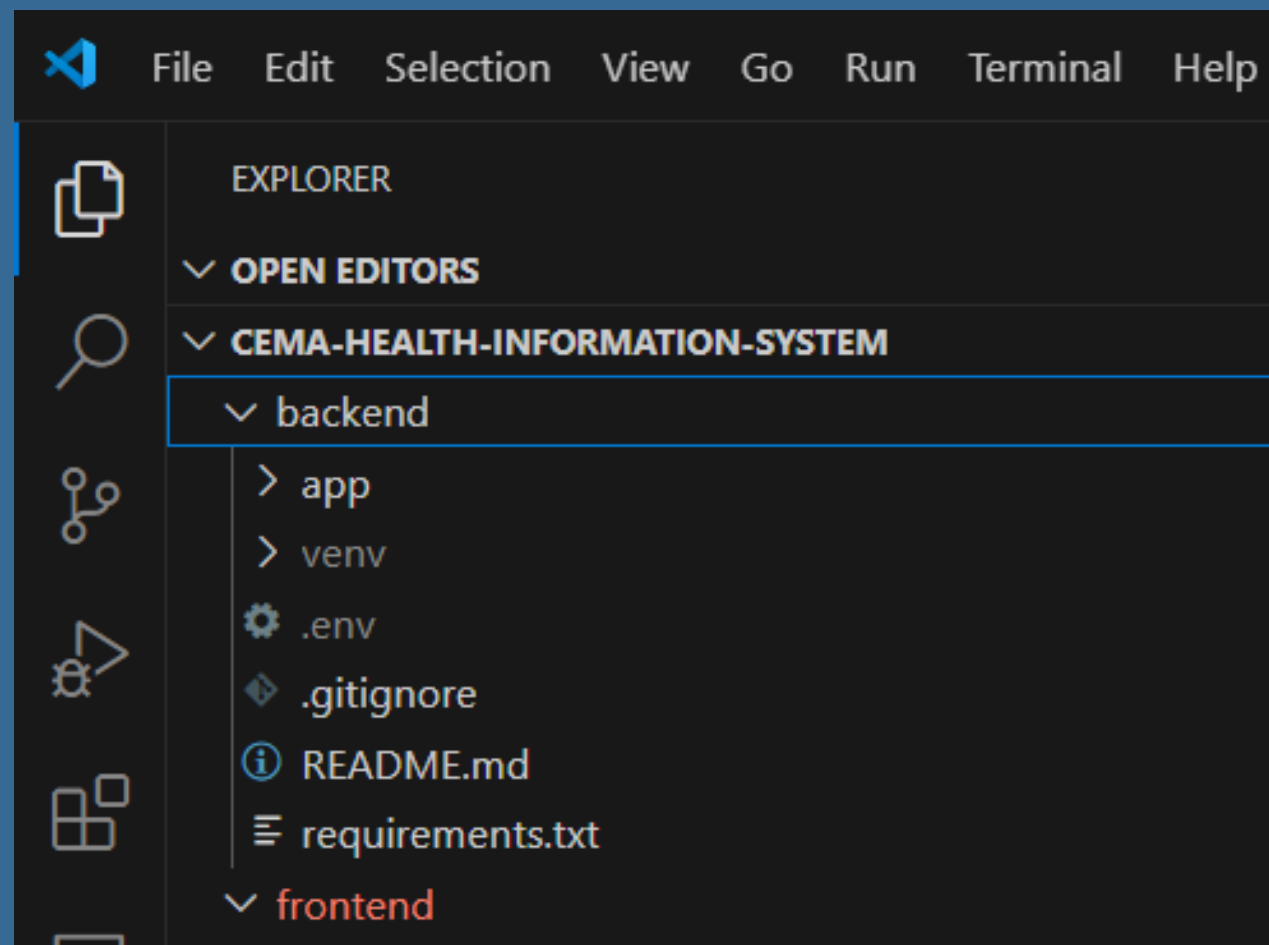 File Edit Selection View Go Run Terminal Help
EXPLORER
OPEN EDITORS
CEMA-HEALTH-INFORMATION-SYSTEM
backend
app
venv
.env
.gitignore
README.md
requirements.txt
frontend